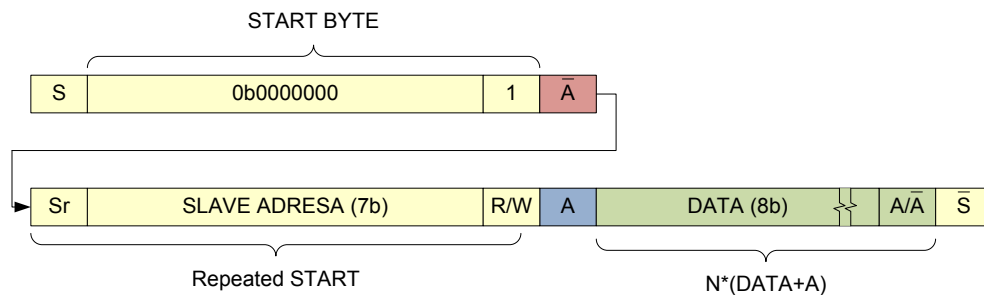 START BYTE
S 0b0000000 1 A̅
Sr SLAVE ADRESA (7b) R/W A DATA (8b) A/A̅ S̅
Repeated START N*(DATA+A)